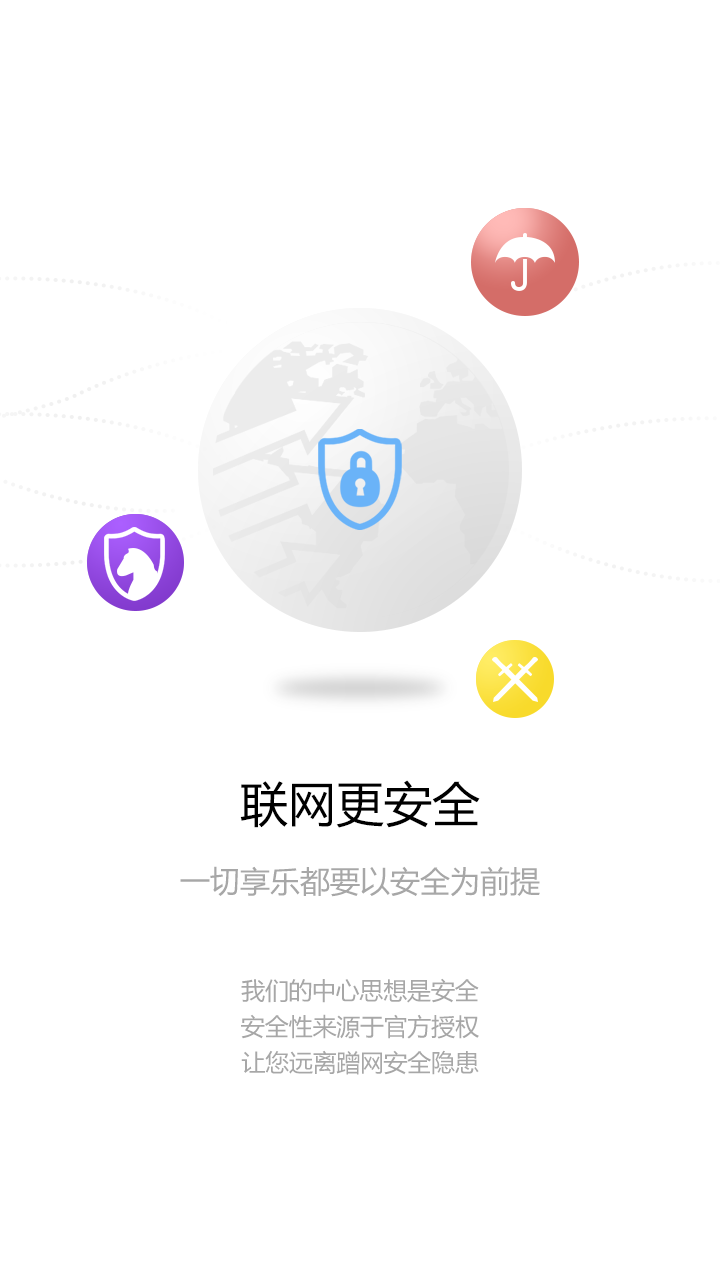 联网更安全
一切享乐都要以安全为前提
我们的中心思想是安全
安全性来源于官方授权
让您远离蹭网安全隐患